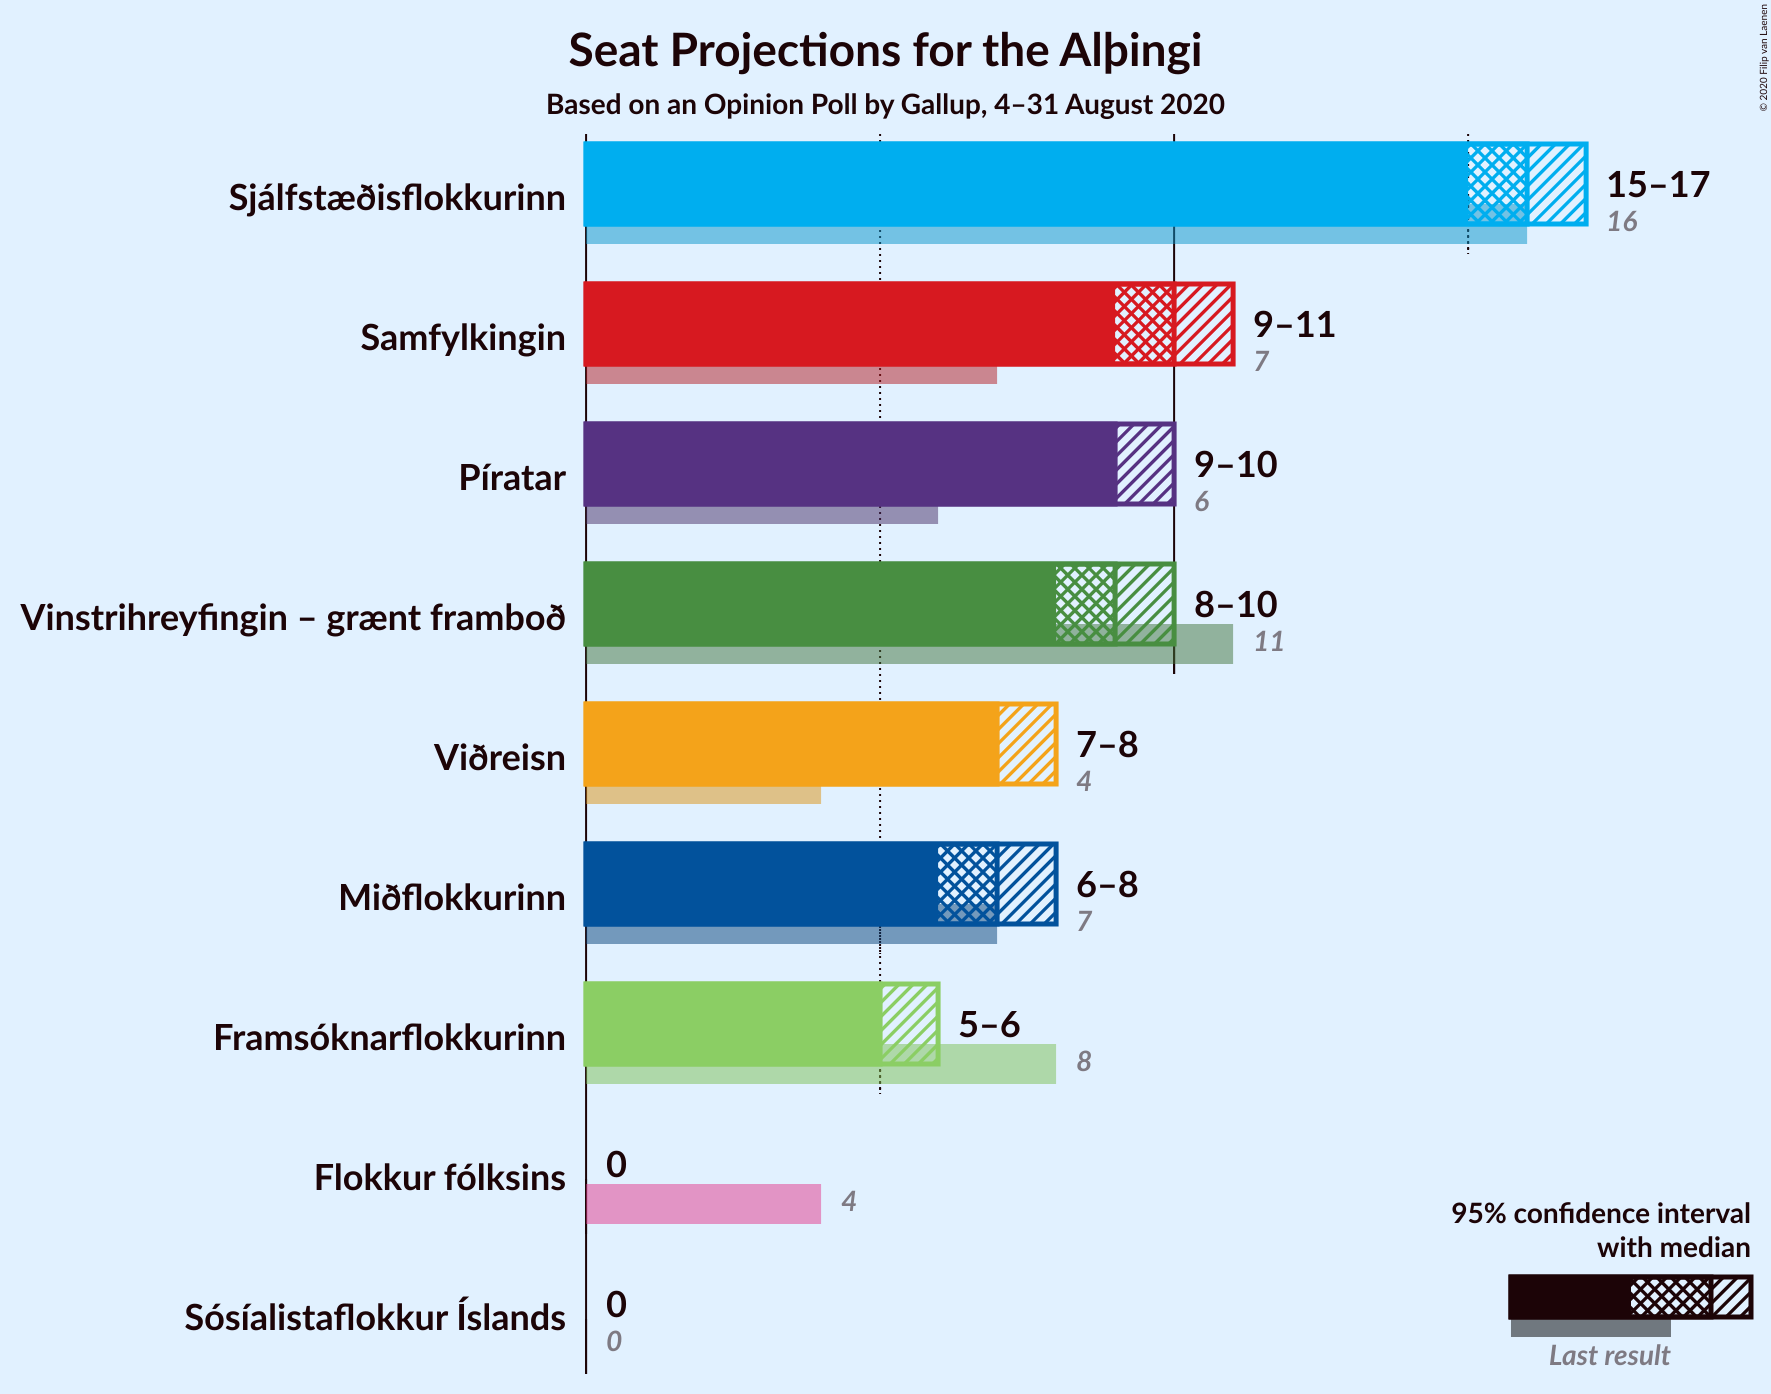 Seat Projections for the Alþingi
Based on an Opinion Poll by Gallup, 4–31 August 2020
© 2020 Filip van Laenen
Sjálfstæðisflokkurinn
15–17
16
Samfylkingin
9–11
7
Píratar
9–10
6
Vinstrihreyfingin – grænt framboð
8–10
11
Viðreisn
7–8
4
Miðflokkurinn
6–8
7
Framsóknarflokkurinn
5–6
8
Flokkur fólksins
0
4
Sósíalistaflokkur Íslands
0
0
95% confidence interval
with median
Last result